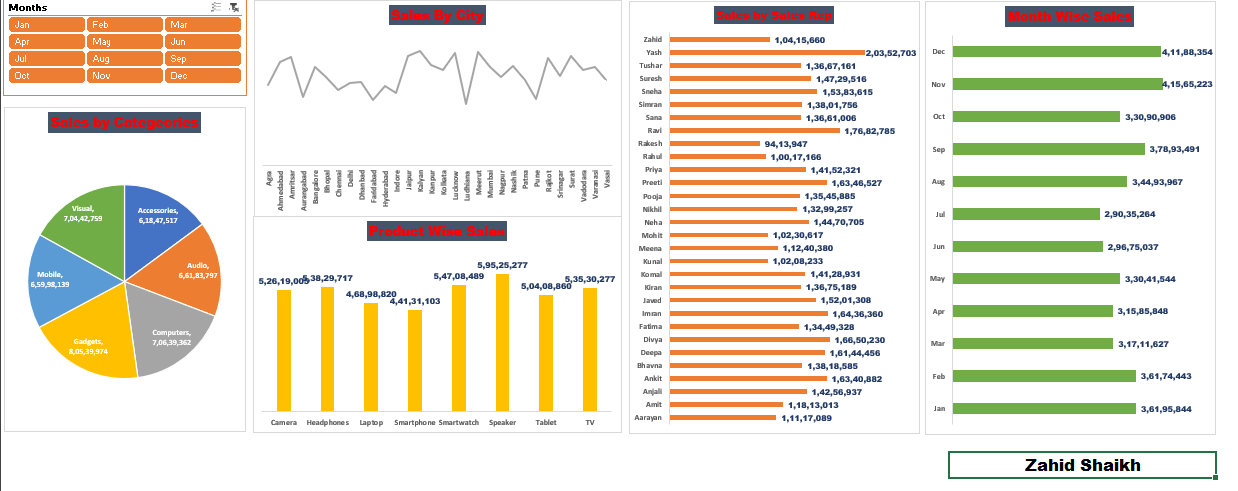 Months
Jan Feb Mar
Apr May Jun
Jul Aug Sep
Oct Nov Dec
Sales by Categeories
Visual,
7,04,42,759
Accessories,
6,18,47,517
Audio,
6,61,83,797
Computers,
7,06,39,362
Gadgets,
8,05,39,974
Mobile,
6,59,98,139
Sales By City
Agra
Ahmedabad
Amritsar
Aurangabad
Bangalore
Bhopal
Chennai
Delhi
Dhanbad
Faridabad
Hyderabad
Indore
Jaipur
Kalyan
Kanpur
Kolkata
Lucknow
Ludhiana
Meerut
Mumbai
Nagpur
Nashik
Patna
Pune
Rajkot
Srinagar
Surat
Vadodara
Varanasi
Vasai
Product Wise Sales
5,26,19,009 5,38,29,717 4,68,98,820 4,41,31,103 5,47,08,489 5,95,25,277 5,04,08,860 5,35,30,277
Camera Headphones Laptop Smartphone Smartwatch Speaker Tablet TV
Sales by Sales Rep
Zahid 1,04,15,660
Yash 2,03,52,703
Tushar 1,36,67,161
Suresh 1,47,29,516
Sneha 1,53,83,615
Simran 1,38,01,756
Sana 1,36,61,006
Ravi 1,76,82,785
Rakesh 94,13,947
Rahul 1,00,17,166
Priya 1,41,52,321
Preeti 1,63,46,527
Pooja 1,35,45,885
Nikhil 1,32,99,257
Neha 1,44,70,705
Mohit 1,02,30,617
Meena 1,12,40,380
Kunal 1,02,08,233
Komal 1,41,28,931
Kiran 1,36,75,189
Javed 1,52,01,308
Imran 1,64,36,360
Fatima 1,34,49,328
Divya 1,66,50,230
Deepa 1,61,44,456
Bhavna 1,38,18,585
Ankit 1,63,40,882
Anjali 1,42,56,937
Amit 1,18,13,013
Aarayan 1,11,17,089
Month Wise Sales
Dec 4,11,88,354
Nov 4,15,65,223
Oct 3,30,90,906
Sep 3,78,93,491
Aug 3,44,93,967
Jul 2,90,35,264
Jun 2,96,75,037
May 3,30,41,544
Apr 3,15,85,848
Mar 3,17,11,627
Feb 3,61,74,443
Jan 3,61,95,844
Zahid Shaikh